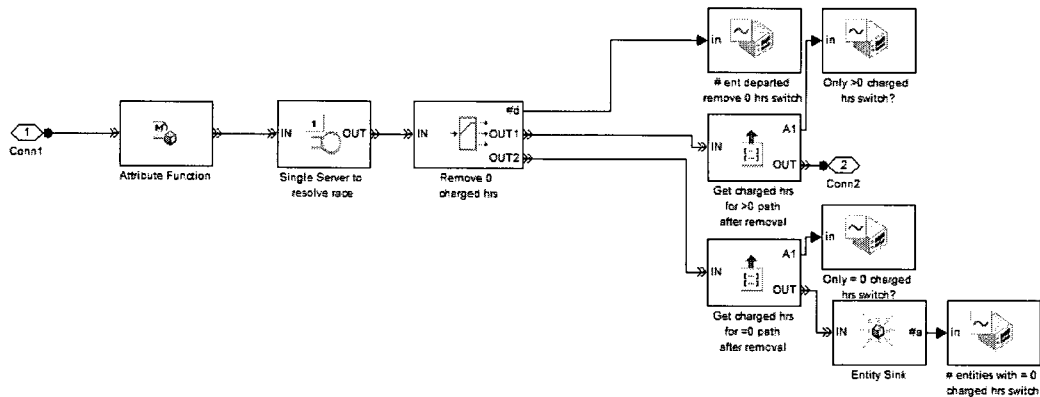 in
# ent departed
remove 0 hrs switch
in
Only >0 charged
hrs switch?
1
Conn1
M
Attribute Function
IN
1
OUT
Single Server to
resolve race
IN
#d
OUT1
OUT2
Remove 0
charged hrs
IN
A1
OUT
Get charged hrs
for >0 path
after removal
2
Conn2
in
Only = 0 charged
hrs switch?
IN
A1
OUT
Get charged hrs
for =0 path
after removal
IN
#a
Entity Sink
in
# entities with = 0
charged hrs switch